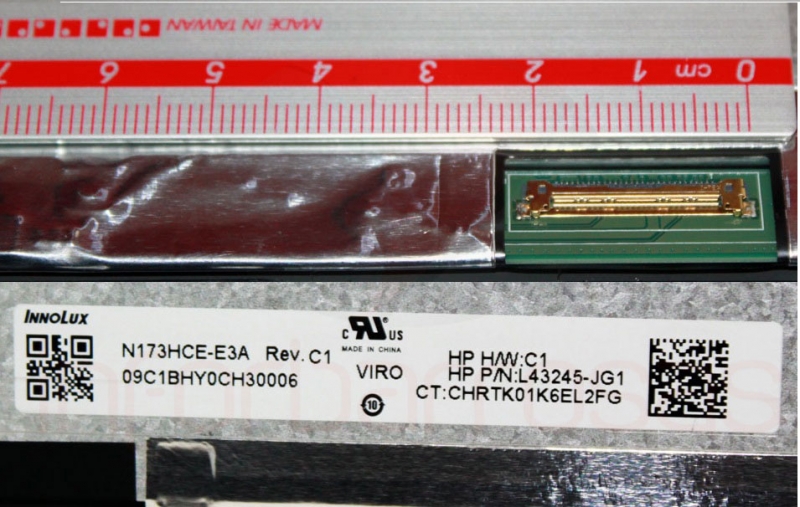 MADE IN TAIWAN
7 6 5 4 3 2 1 cm 0
INNOLUX
N173HCE-E3A Rev.C1
09C1BHY0CH30006
C RU US
MADE IN CHINA
VIRO
10
HP H/W:C1
HP P/N:L43245-JG1
CT:CHRTK01K6EL2FG